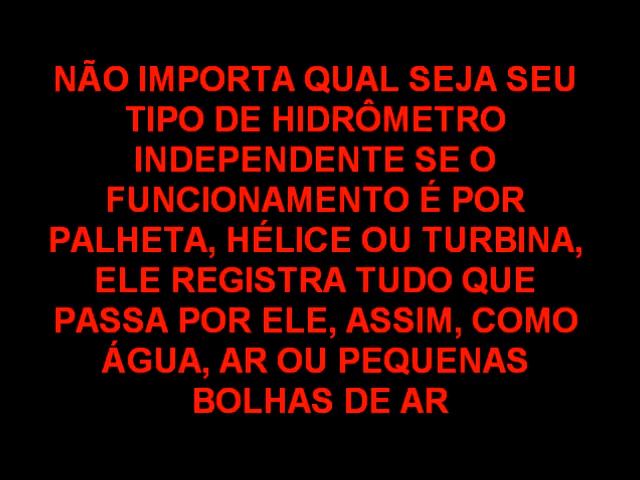 NÃO IMPORTA QUAL SEJA SEU
TIPO DE HIDRÔMETRO
INDEPENDENTE SE O
FUNCIONAMENTO É POR
PALHETA, HÉLICE OU TURBINA,
ELE REGISTRA TUDO QUE
PASSA POR ELE, ASSIM, COMO
ÁGUA, AR OU PEQUENAS
BOLHAS DE AR